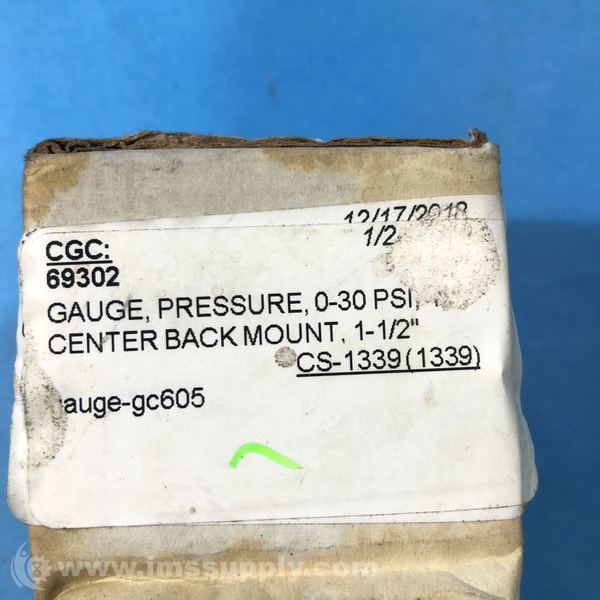 12/17/2018
1/2
CGC:
69302
GAUGE, PRESSURE, 0-30 PSI,
CENTER BACK MOUNT, 1-1/2"
CS-1339(1339)
auge-gc605
www.imssupply.com